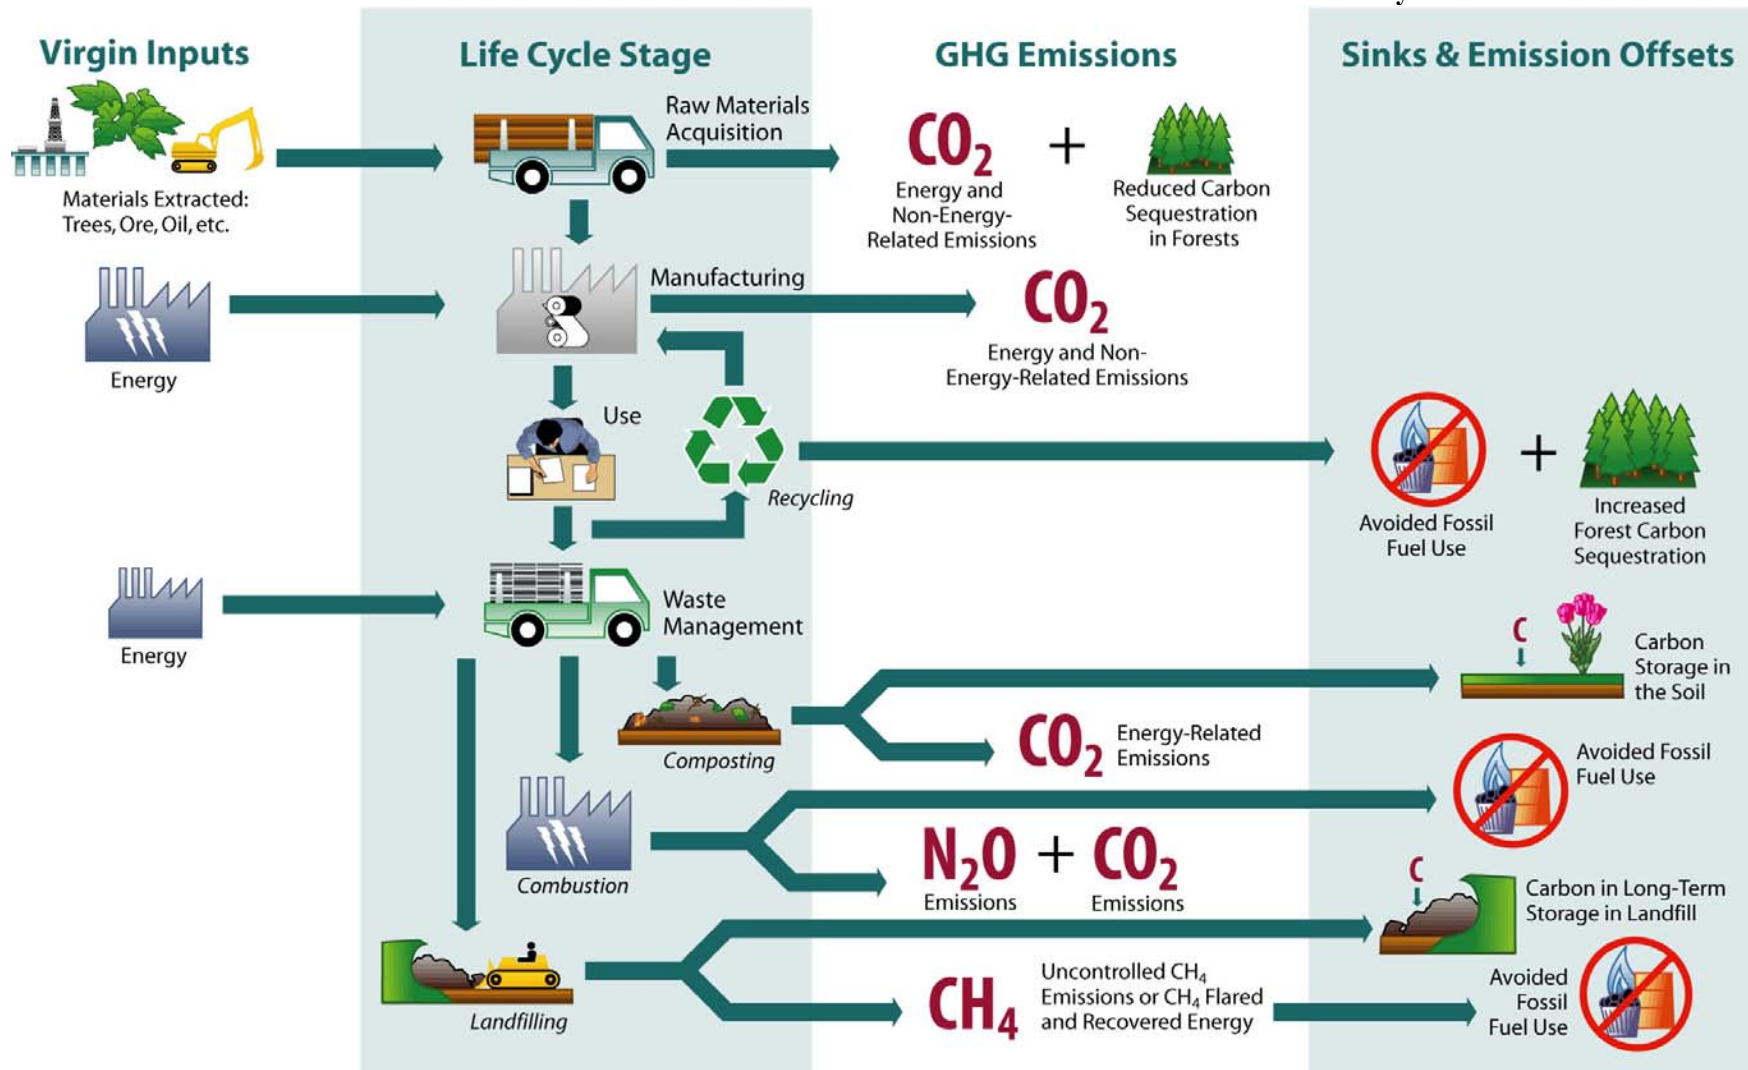 Virgin Inputs
Life Cycle Stage
GHG Emissions
Sinks & Emission Offsets
Materials Extracted:
Trees, Ore, Oil, etc.
Raw Materials
Acquisition
CO2
Energy and
Non-Energy-
Related Emissions
+
Reduced Carbon
Sequestration
in Forests
Energy
Manufacturing
CO2
Energy and Non-
Energy-Related Emissions
Use
Recycling
Avoided Fossil
Fuel Use
+
Increased
Forest Carbon
Sequestration
Energy
Waste
Management
Composting
C
Carbon
Storage in
the Soil
CO2
Energy-Related
Emissions
Combustion
Avoided Fossil
Fuel Use
N2O + CO2
Emissions
Emissions
Landfilling
C
Carbon in Long-Term
Storage in Landfill
CH4
Uncontrolled CH4
Emissions or CH4 Flared
and Recovered Energy
Avoided
Fossil
Fuel Use